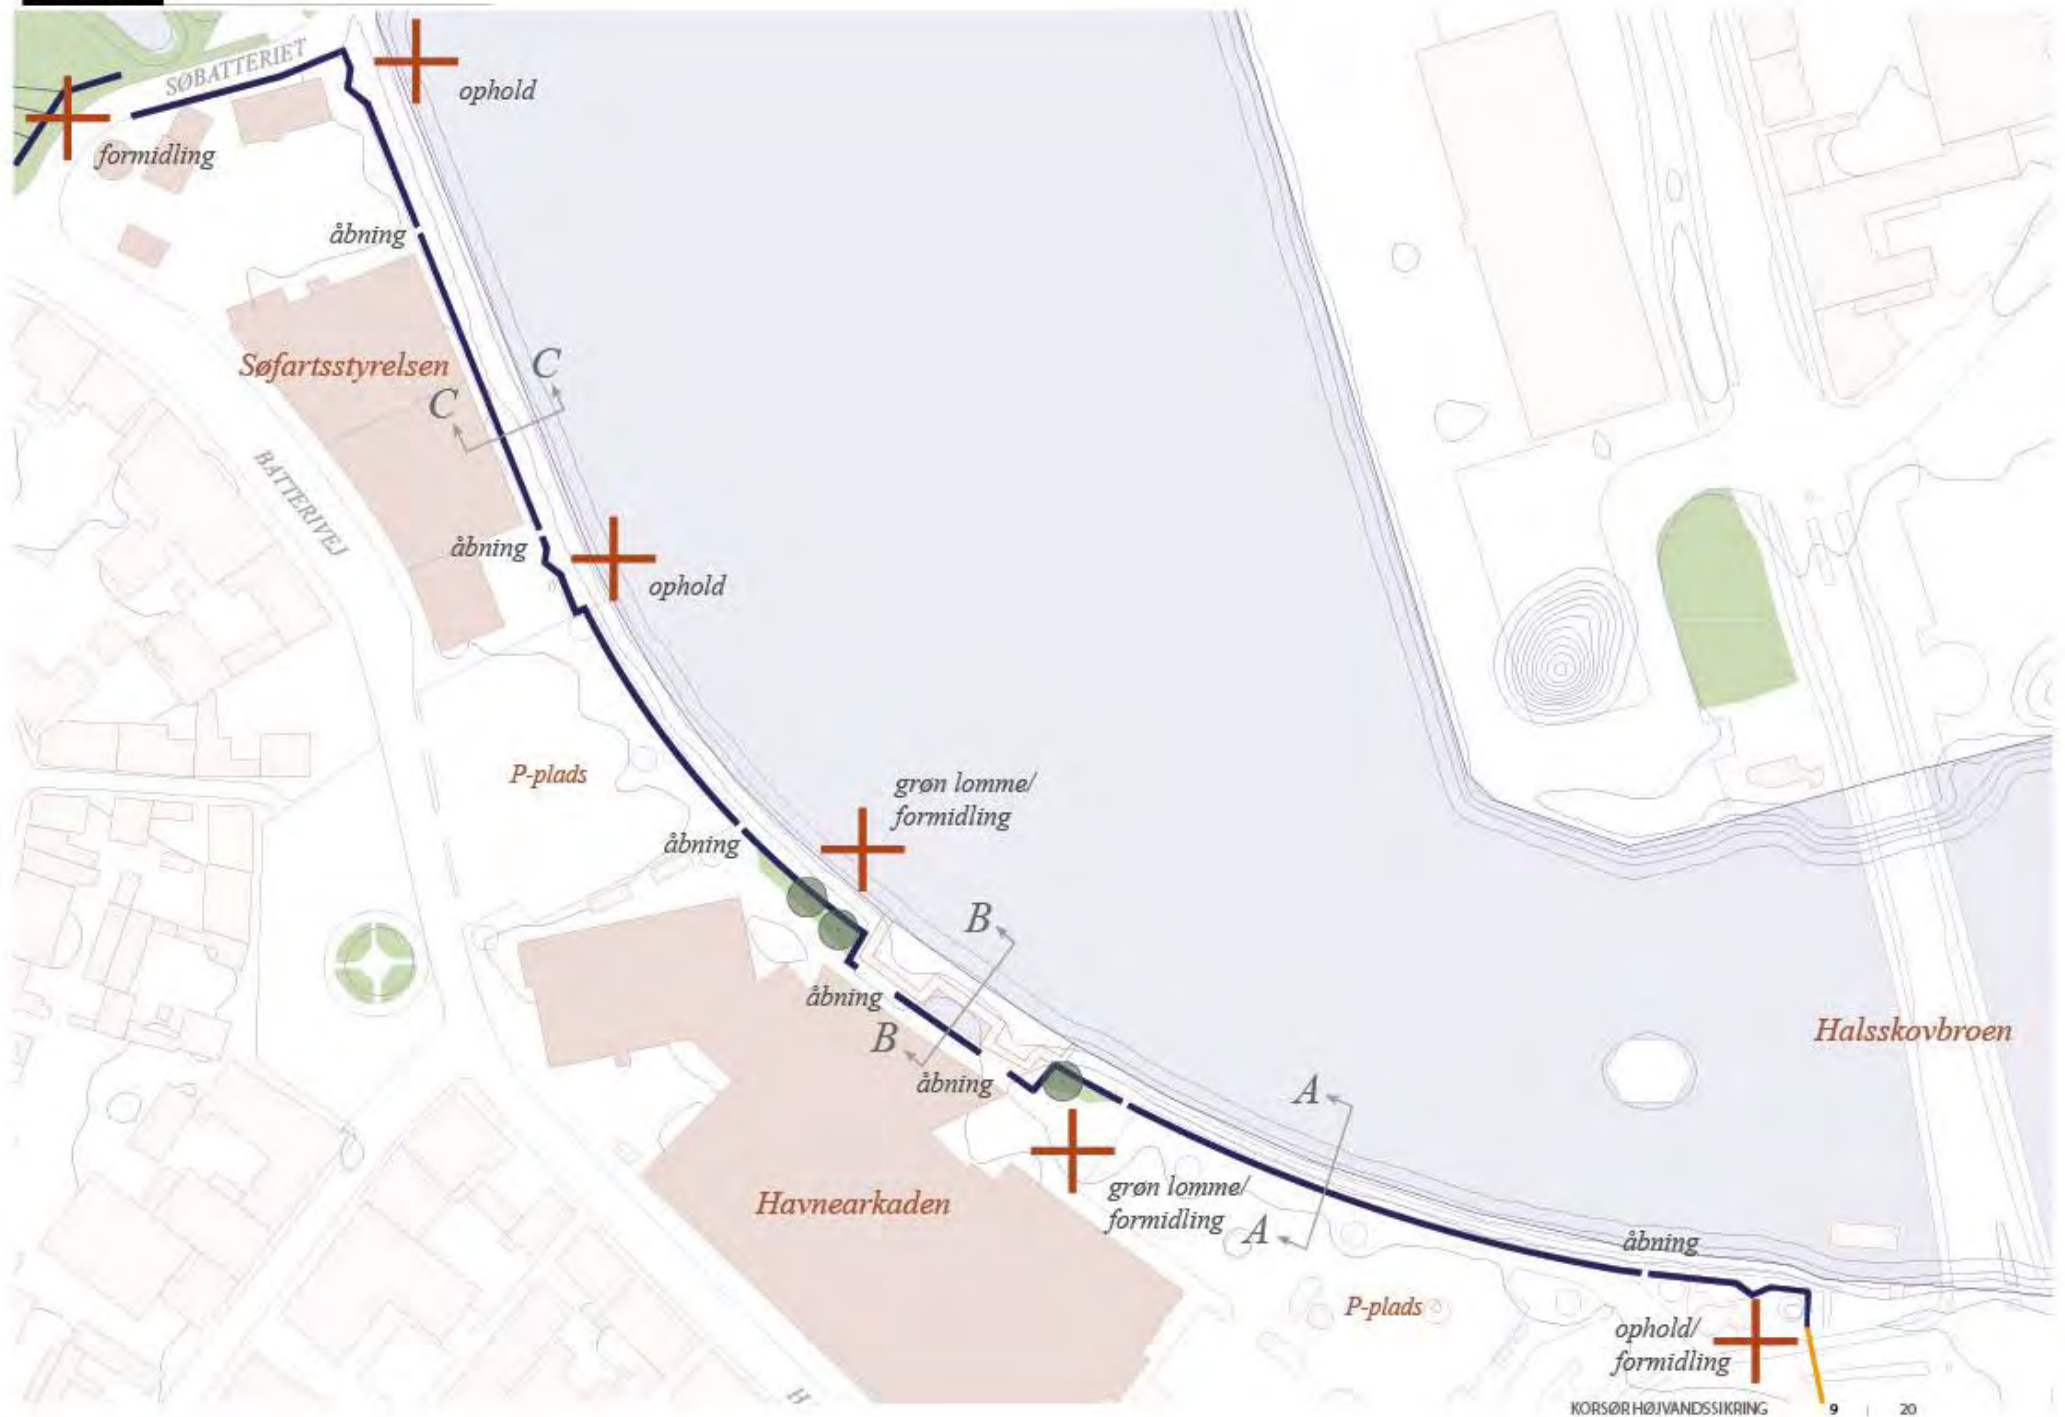 SØBATTERIET
ophold
formidling
åbning
Søfartsstyrelsen
C
C
BATTERIVEJ
åbning
ophold
P-plads
grøn lomme/
formidling
åbning
B
åbning
B
Halsskovbroen
åbning
A
Havnearkaden
grøn lomme/
formidling
A
åbning
P-plads
ophold/
formidling
H
KORSØR HØJVANDSSIKRING 9 | 20